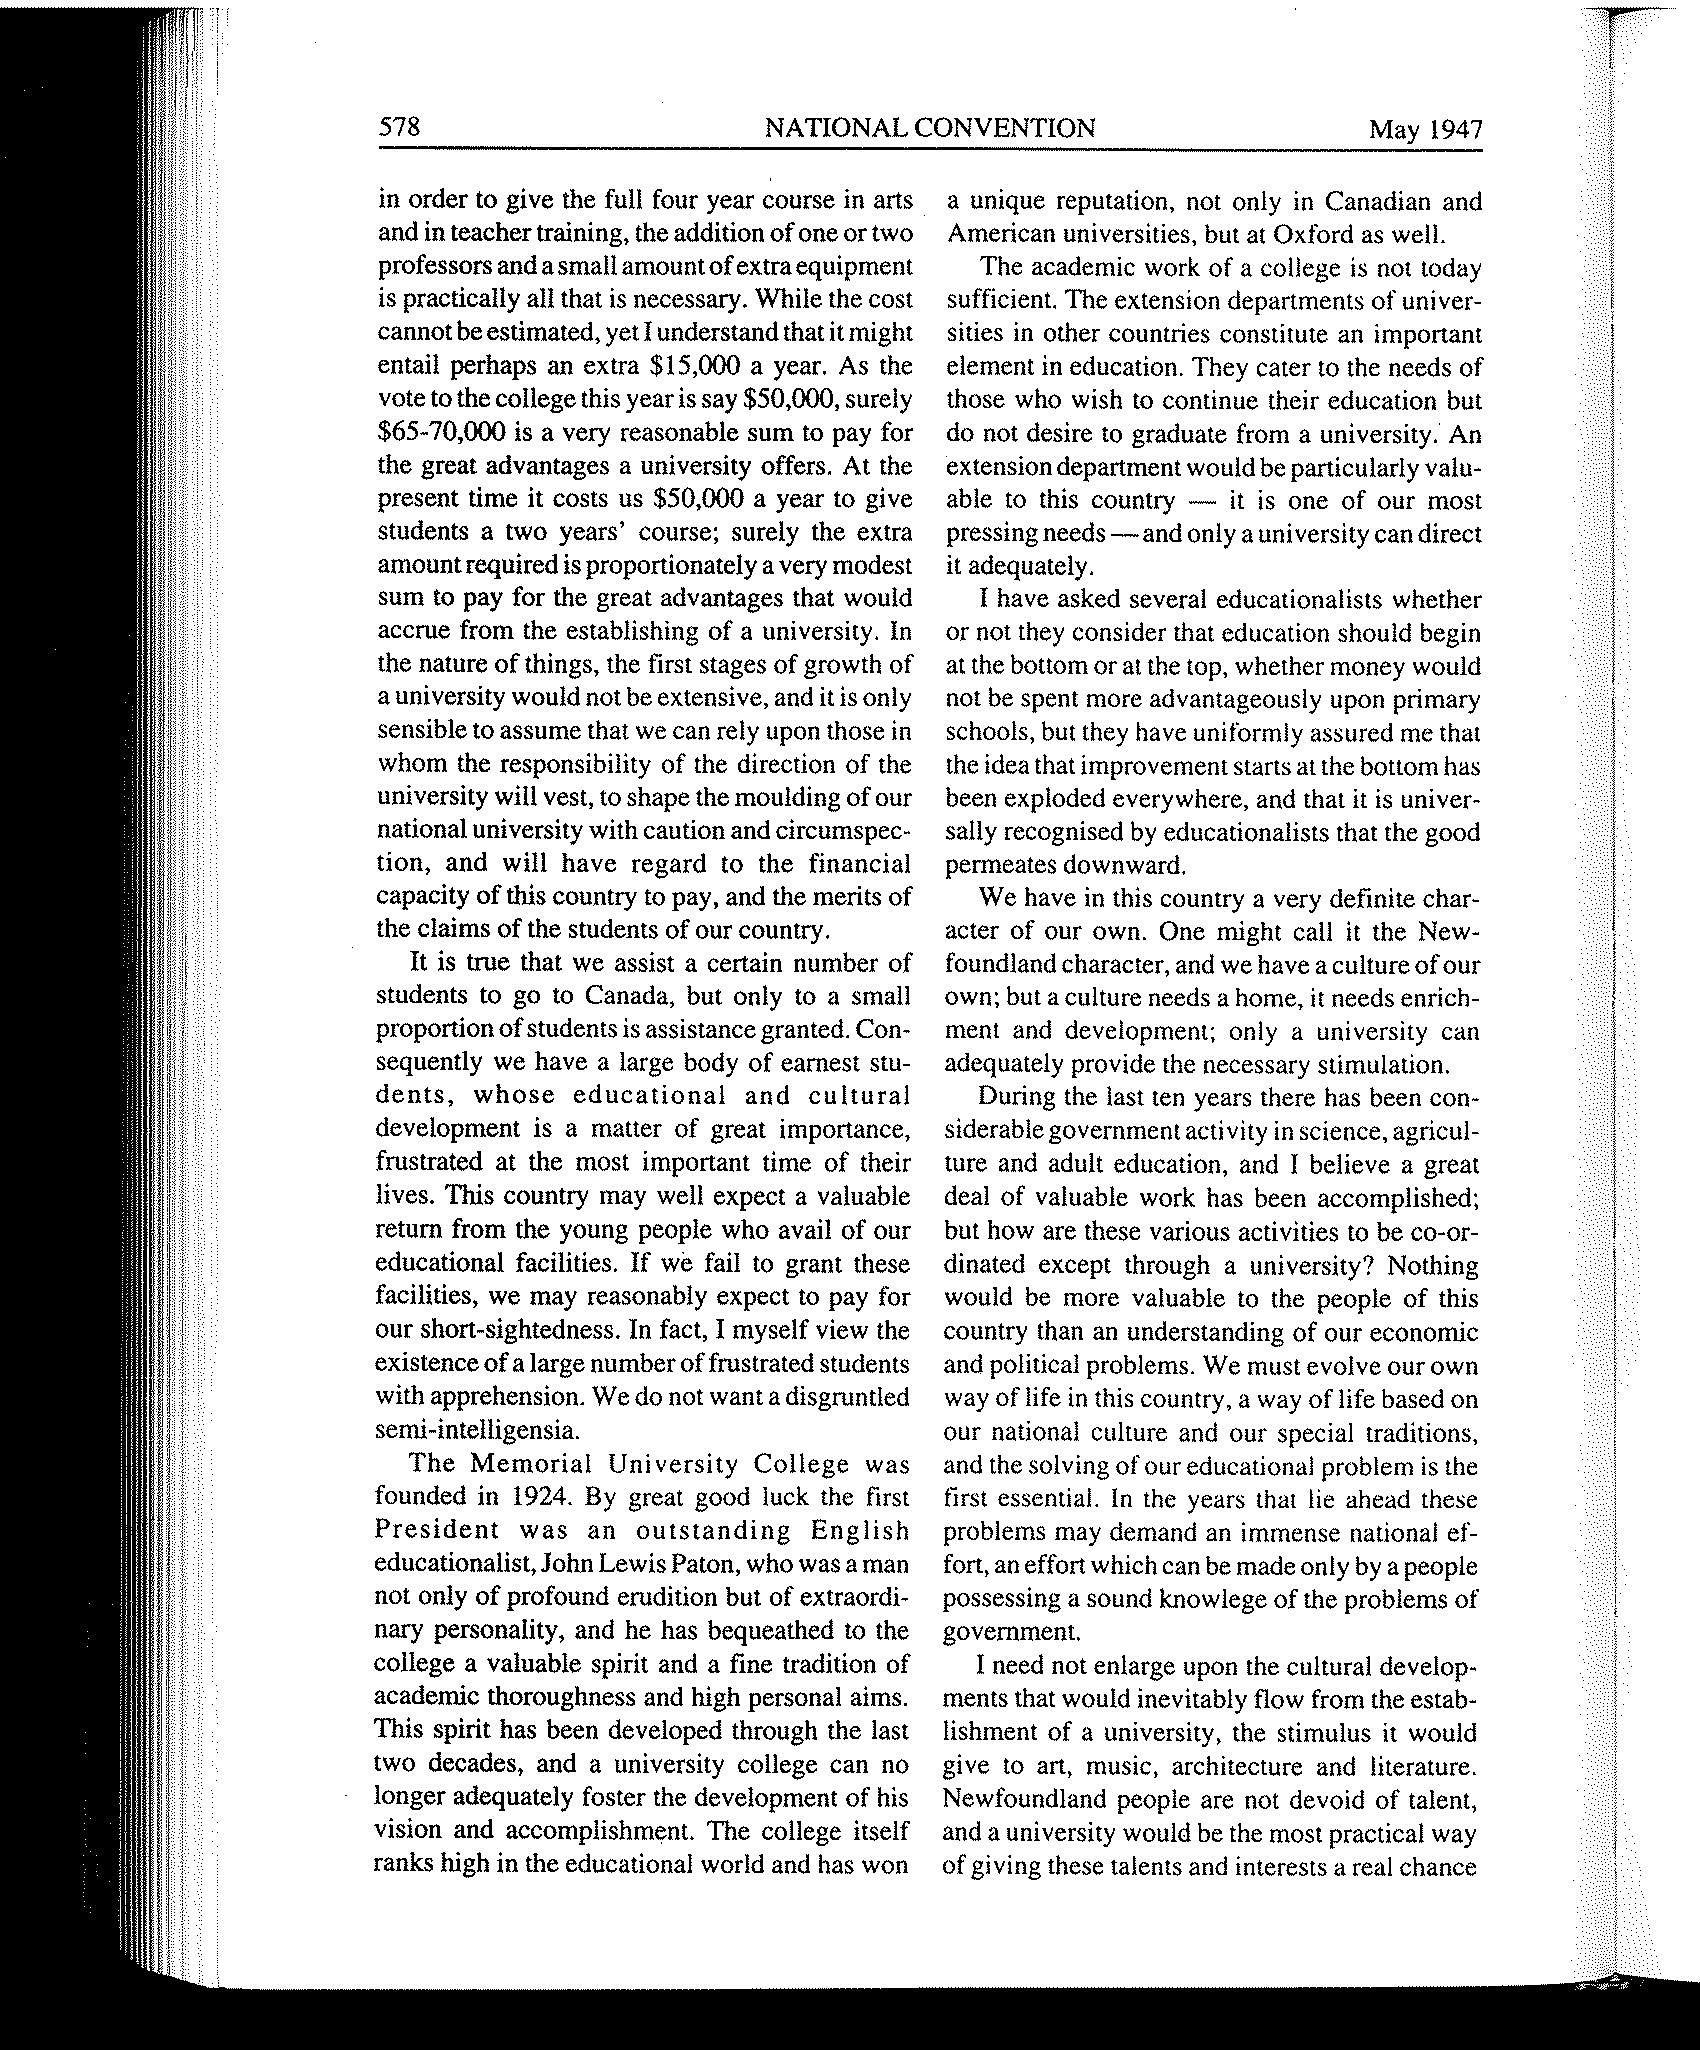 578 NATIONAL CONVENTION May 1947
in order to give the full four year course in arts
and in teacher training, the addition of one or two
professors and a small amount of extra equipment
is practically all that is necessary. While the cost
cannot be estimated, yet I understand that it might
entail perhaps an extra $15,000 a year. As the
vote to the college this year is say $50,000, surely
$65-70,000 is a very reasonable sum to pay for
the great advantages a university offers. At the
present time it costs us $50,000 a year to give
students a two years' course; surely the extra
amount required is proportionately a very modest
sum to pay for the great advantages that would
accrue from the establishing of a university. In
the nature of things, the first stages of growth of
a university would not be extensive, and it is only
sensible to assume that we can rely upon those in
whom the responsibility of the direction of the
university will vest, to shape the moulding of our
national university with caution and circumspec-
tion, and will have regard to the financial
capacity of this country to pay, and the merits of
the claims of the students of our country.
It is true that we assist a certain number of
students to go to Canada, but only to a small
proportion of students is assistance granted. Con-
sequently we have a large body of earnest stu-
dents, whose educational and cultural
development is a matter of great importance,
frustrated at the most important time of their
lives. This country may well expect a valuable
return from the young people who avail of our
educational facilities. If we fail to grant these
facilities, we may reasonably expect to pay for
our short-sightedness. In fact, I myself view the
existence of a large number of frustrated students
with apprehension. We do not want a disgruntled
semi-intelligensia.
The Memorial University College was
founded in 1924. By great good luck the first
President was an outstanding English
educationalist, John Lewis Paton, who was a man
not only of profound erudition but of extraordi-
nary personality, and he has bequeathed to the
college a valuable spirit and a fine tradition of
academic thoroughness and high personal aims.
This spirit has been developed through the last
two decades, and a university college can no
longer adequately foster the development of his
vision and accomplishment. The college itself
ranks high in the educational world and has won
a unique reputation, not only in Canadian and
American universities, but at Oxford as well.
The academic work of a college is not today
sufficient. The extension departments of univer-
sities in other countries constitute an important
element in education. They cater to the needs of
those who wish to continue their education but
do not desire to graduate from a university. An
extension department would be particularly valu-
able to this country — it is one of our most
pressing needs — and only a university can direct
it adequately.
I have asked several educationalists whether
or not they consider that education should begin
at the bottom or at the top, whether money would
not be spent more advantageously upon primary
schools, but they have uniformly assured me that
the idea that improvement starts at the bottom has
been exploded everywhere, and that it is univer-
sally recognised by educationalists that the good
permeates downward.
We have in this country a very definite char-
acter of our own. One might call it the New-
foundland character, and we have a culture of our
own; but a culture needs a home, it needs enrich-
ment and development; only a university can
adequately provide the necessary stimulation.
During the last ten years there has been con-
siderable government activity in science, agricul-
ture and adult education, and I believe a great
deal of valuable work has been accomplished;
but how are these various activities to be co-or-
dinated except through a university? Nothing
would be more valuable to the people of this
country than an understanding of our economic
and political problems. We must evolve our own
way of life in this country, a way of life based on
our national culture and our special traditions,
and the solving of our educational problem is the
first essential. In the years that lie ahead these
problems may demand an immense national ef-
fort, an effort which can be made only by a people
possessing a sound knowlege of the problems of
government.
I need not enlarge upon the cultural develop-
ments that would inevitably flow from the estab-
lishment of a university, the stimulus it would
give to art, music, architecture and literature.
Newfoundland people are not devoid of talent,
and a university would be the most practical way
of giving these talents and interests a real chance